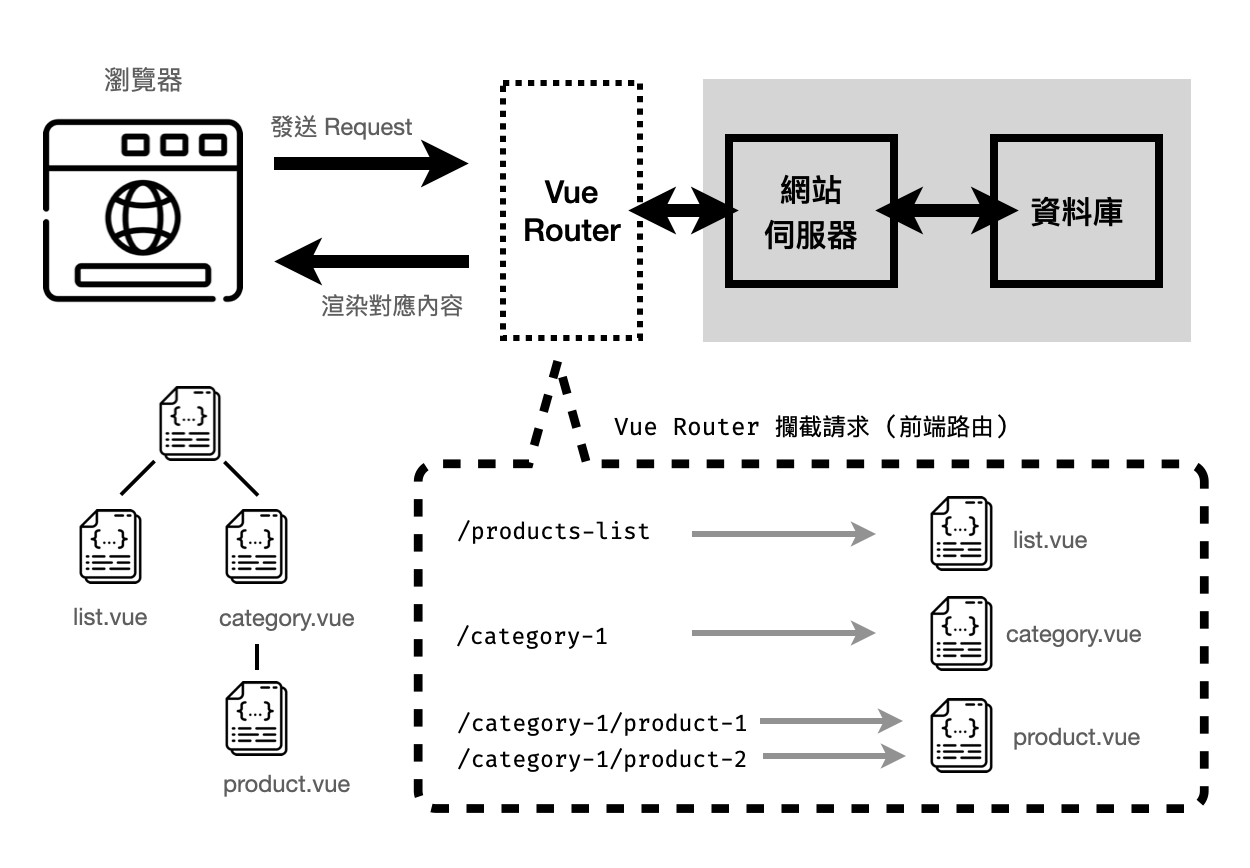 瀏覽器
發送 Request
渲染對應內容
Vue
Router
網站
伺服器
資料庫
Vue Router 攔截請求（前端路由）
{...}
{...}
list.vue
{...}
category.vue
{...}
product.vue
/products-list
{...}
list.vue
/category-1
{...}
category.vue
/category-1/product-1
/category-1/product-2
{...}
product.vue